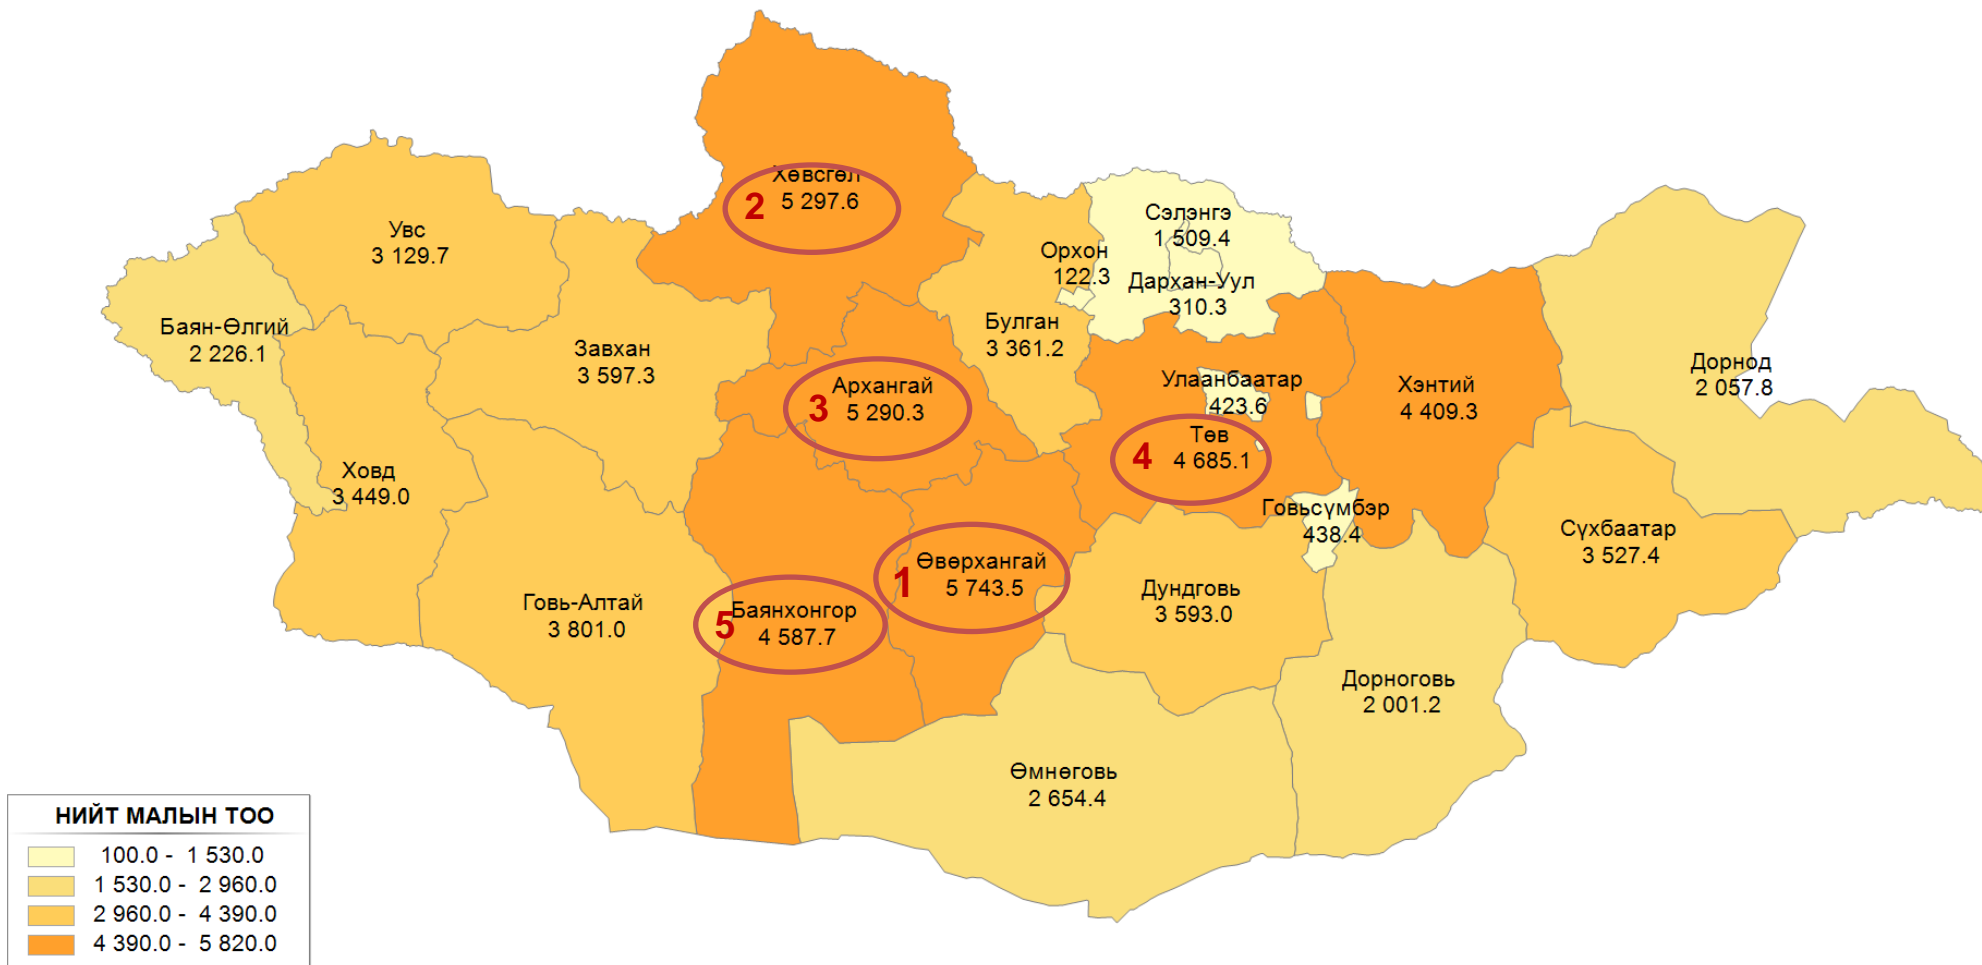 Хөвсгөл
2 5 297.6
Увс
3 129.7
Сэлэнгэ
1 509.4
Орхон
122.3
Дархан-Уул
310.3
Баян-Өлгий
2 226.1
Завхан
3 597.3
Булган
3 361.2
Архангай
3 5 290.3
Улаанбаатар
423.6
Хэнтий
4 409.3
Дорнод
2 057.8
Төв
4 4 685.1
Ховд
3 449.0
Говьсүмбэр
438.4
Сүхбаатар
3 527.4
Өвөрхангай
1 5 743.5
Дундговь
3 593.0
Говь-Алтай
3 801.0
Баянхонгор
5 4 587.7
Дорноговь
2 001.2
Өмнөговь
2 654.4
НИЙТ МАЛЫН ТОО
100.0 - 1 530.0
1 530.0 - 2 960.0
2 960.0 - 4 390.0
4 390.0 - 5 820.0